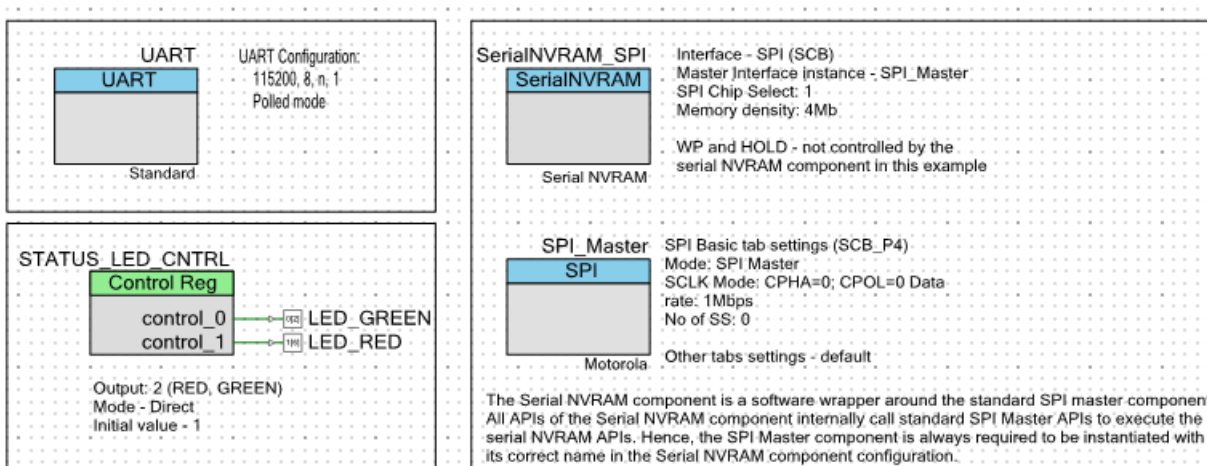 UART
UART
Standard
UART Configuration:
115200, 8, n, 1
Polled mode
STATUS_LED_CNTRL
Control Reg
control_0
LED_GREEN
control_1
LED_RED
Output: 2 (RED, GREEN)
Mode - Direct
Initial value - 1
SerialNVRAM_SPI
SerialNVRAM
Serial NVRAM
Interface - SPI (SCB)
Master Interface instance - SPI_Master
SPI Chip Select: 1
Memory density: 4Mb
WP and HOLD - not controlled by the
serial NVRAM component in this example
SPI_Master
SPI
Motorola
SPI Basic tab settings (SCB_P4)
Mode: SPI Master
SCLK Mode: CPHA=0; CPOL=0 Data
rate: 1Mbps
No of SS: 0
Other tabs settings - default
The Serial NVRAM component is a software wrapper around the standard SPI master component
All APIs of the Serial NVRAM component internally call standard SPI Master APIs to execute the
serial NVRAM APIs. Hence, the SPI Master component is always required to be instantiated with
its correct name in the Serial NVRAM component configuration.